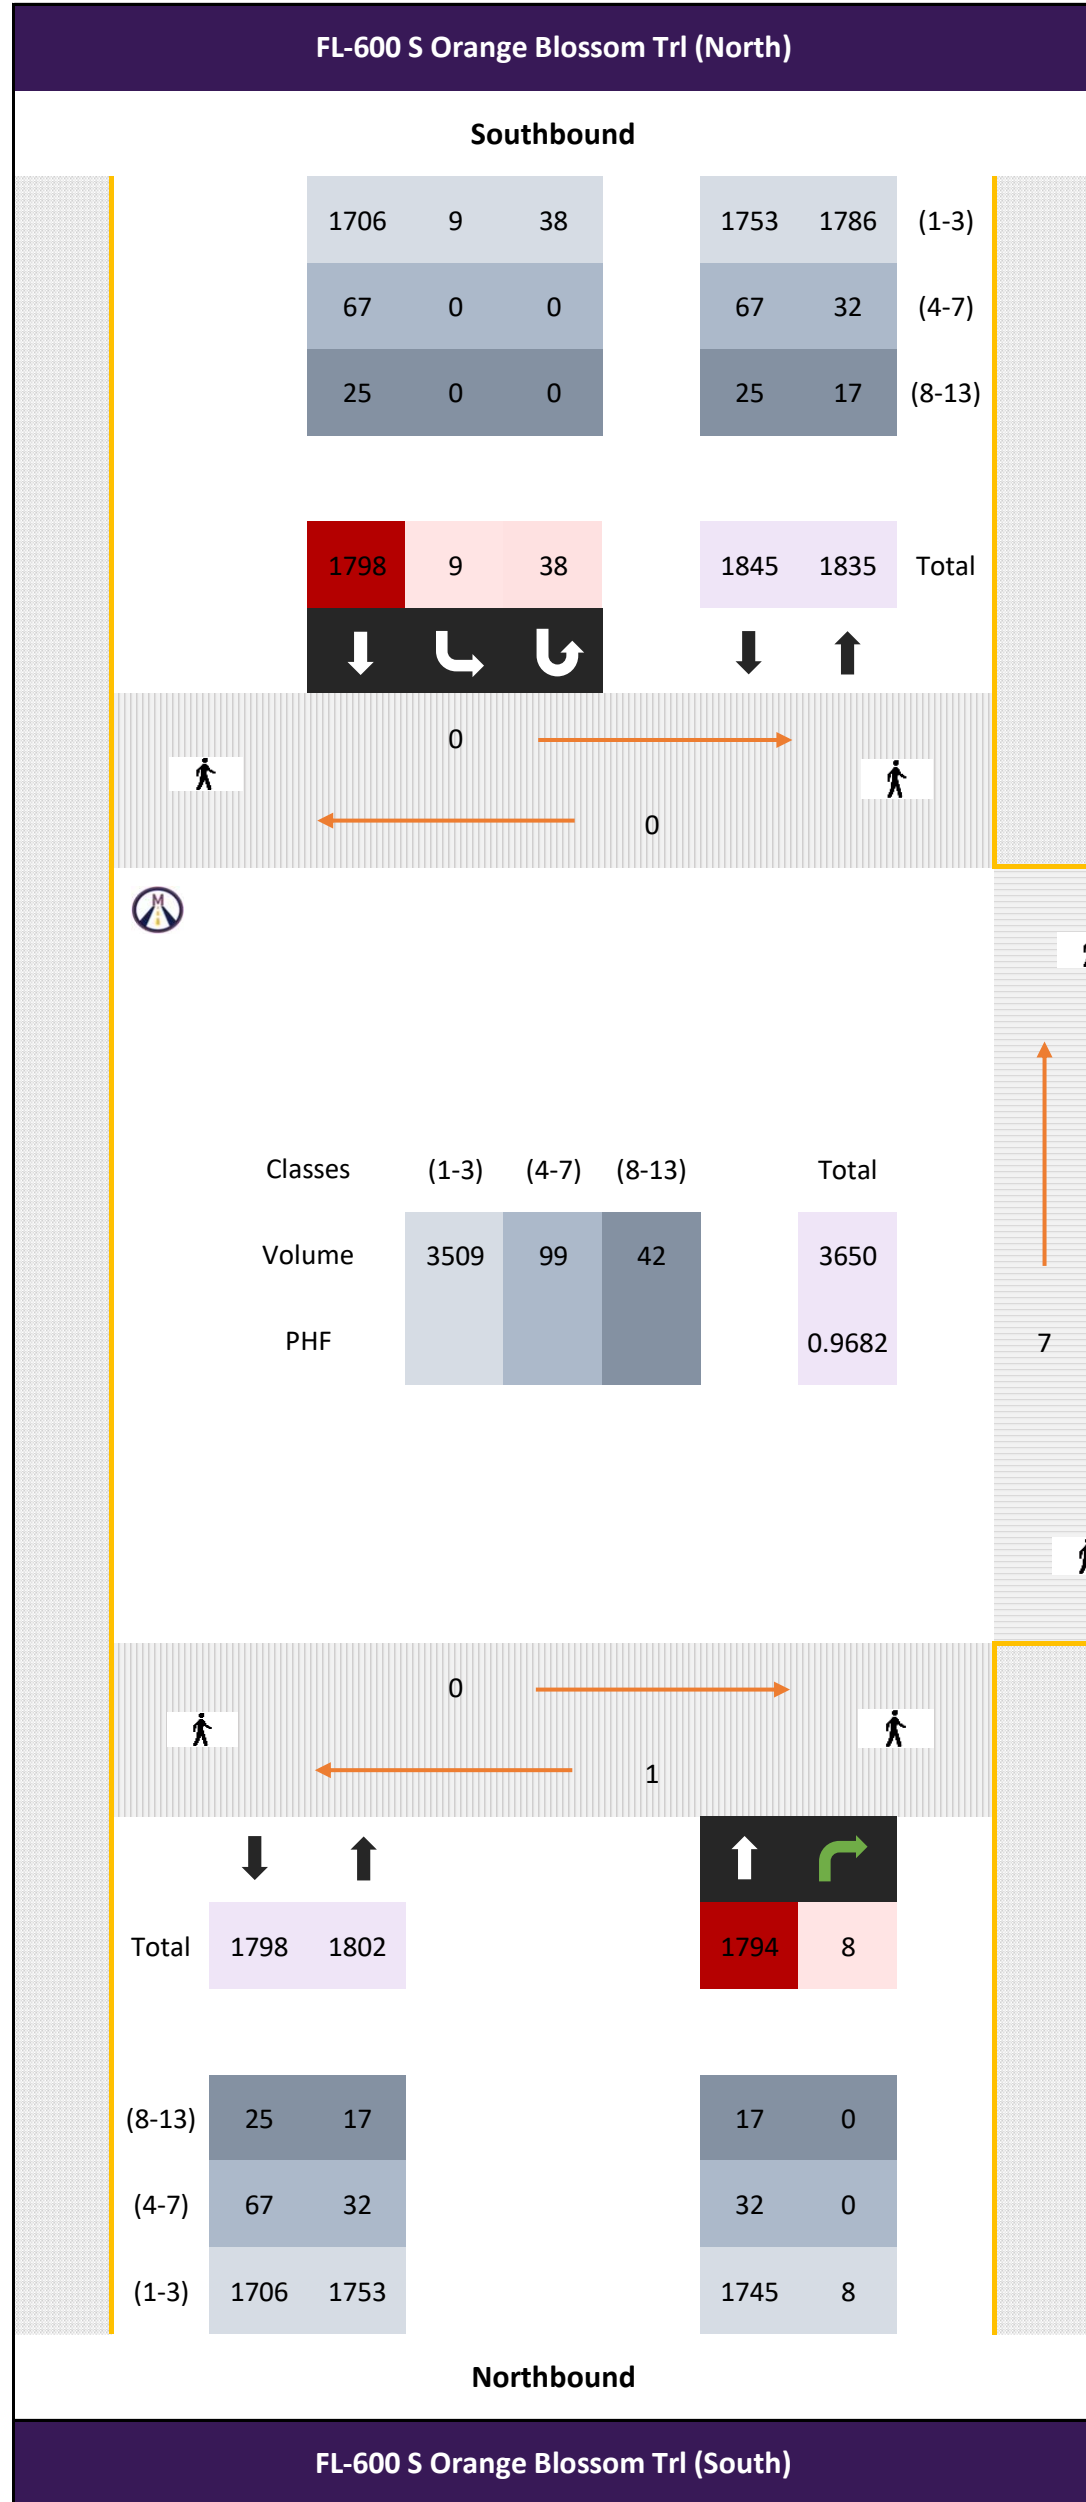 FL-600 S Orange Blossom Trl (North)
Southbound
1706 9 38 1753 1786 (1-3)
67 0 0 67 32 (4-7)
25 0 0 25 17 (8-13)
1798 9 38 1845 1835 Total
0
0
M
Classes (1-3) (4-7) (8-13) Total
Volume 3509 99 42 3650
PHF 0.9682
7
0
1
Total 1798 1802 1794 8
(8-13) 25 17 17 0
(4-7) 67 32 32 0
(1-3) 1706 1753 1745 8
Northbound
FL-600 S Orange Blossom Trl (South)